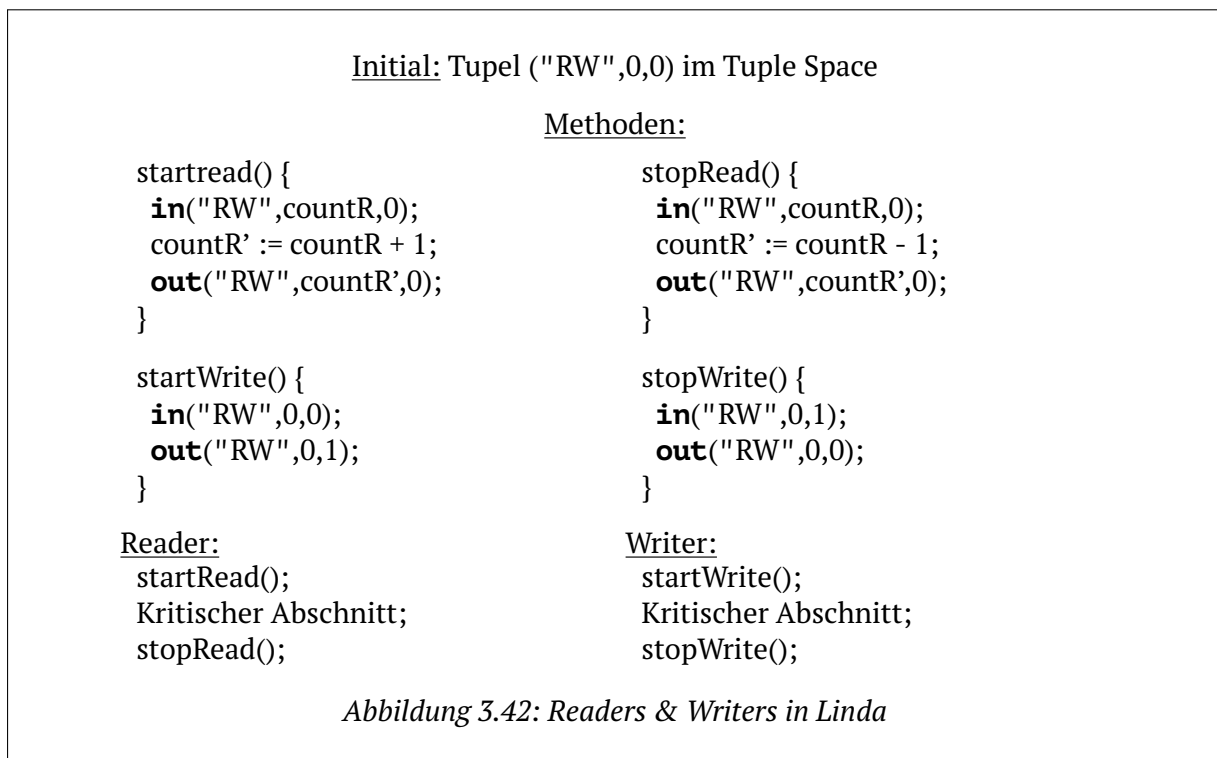 Initial: Tupel ("RW",0,0) im Tuple Space
Methoden:
startread() {
in("RW",countR,0);
countR’ := countR + 1;
out("RW",countR’,0);
}
stopRead() {
in("RW",countR,0);
countR’ := countR - 1;
out("RW",countR’,0);
}
startWrite() {
in("RW",0,0);
out("RW",0,1);
}
stopWrite() {
in("RW",0,1);
out("RW",0,0);
}
Reader:
startRead();
Kritischer Abschnitt;
stopRead();
Writer:
startWrite();
Kritischer Abschnitt;
stopWrite();
Abbildung 3.42: Readers & Writers in Linda